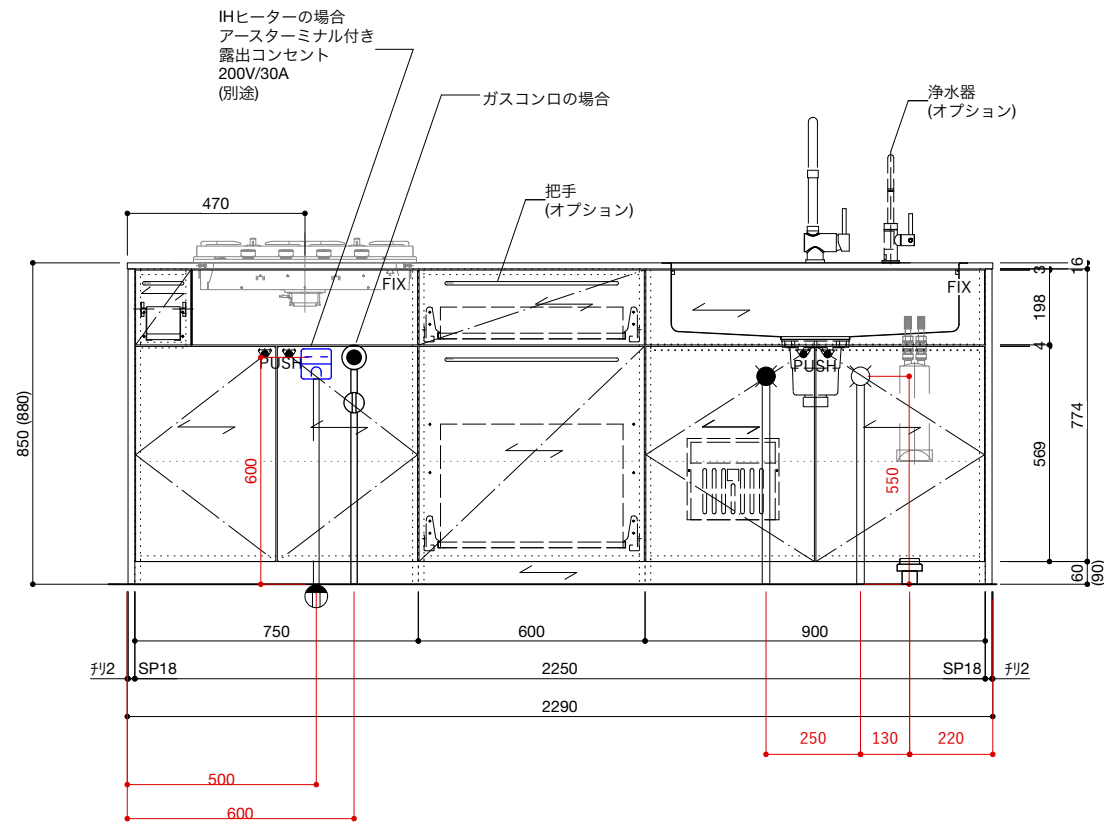 IHヒーターの場合
アースターミナル付き
露出コンセント
200V/30A
(別途)
ガスコンロの場合
浄水器
(オプション)
把手
(オプション)
470
FIX
FIX
16
3
198
4
PUSH
PUSH
850 (880)
600
550
569
774
60
(90)
750
600
900
ﾁﾘ2
SP18
2250
SP18
ﾁﾘ2
2290
250
130
220
500
600